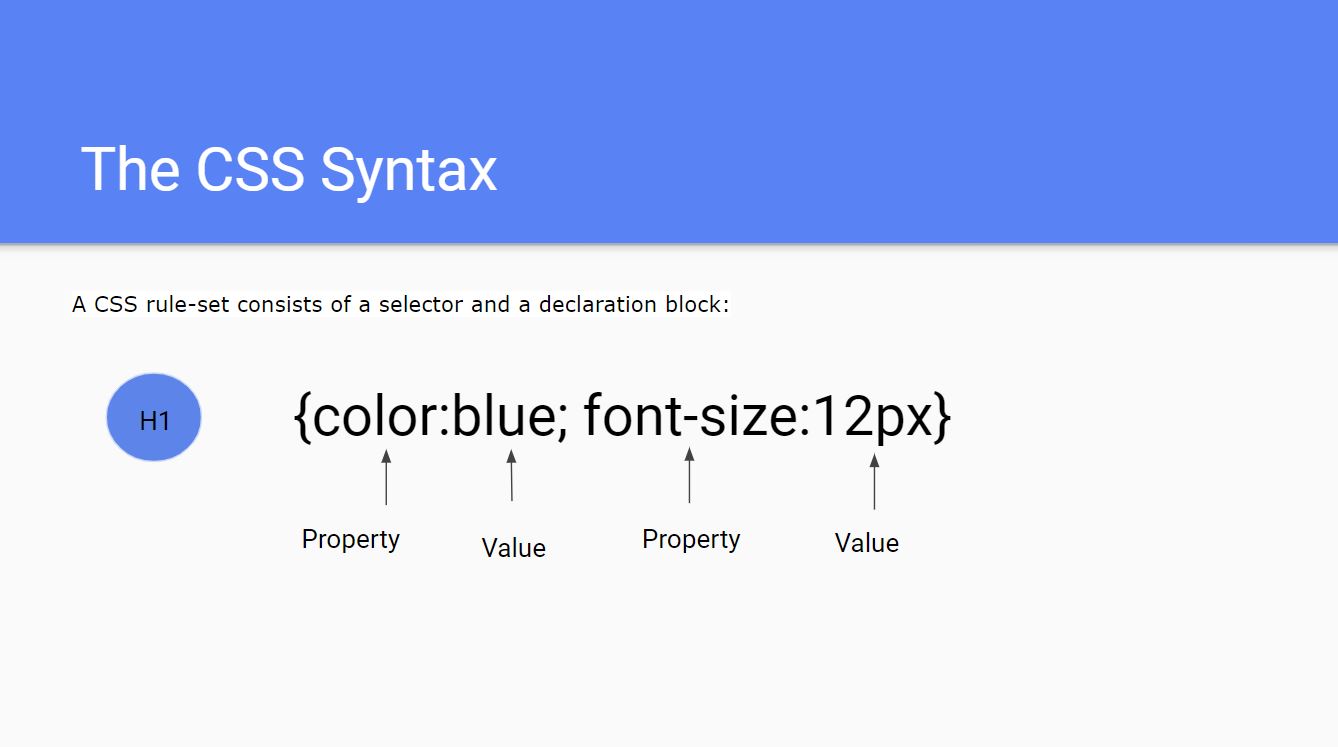 The CSS Syntax
A CSS rule-set consists of a selector and a declaration block:
H1 {color:blue; font-size:12px}
Property Value Property Value